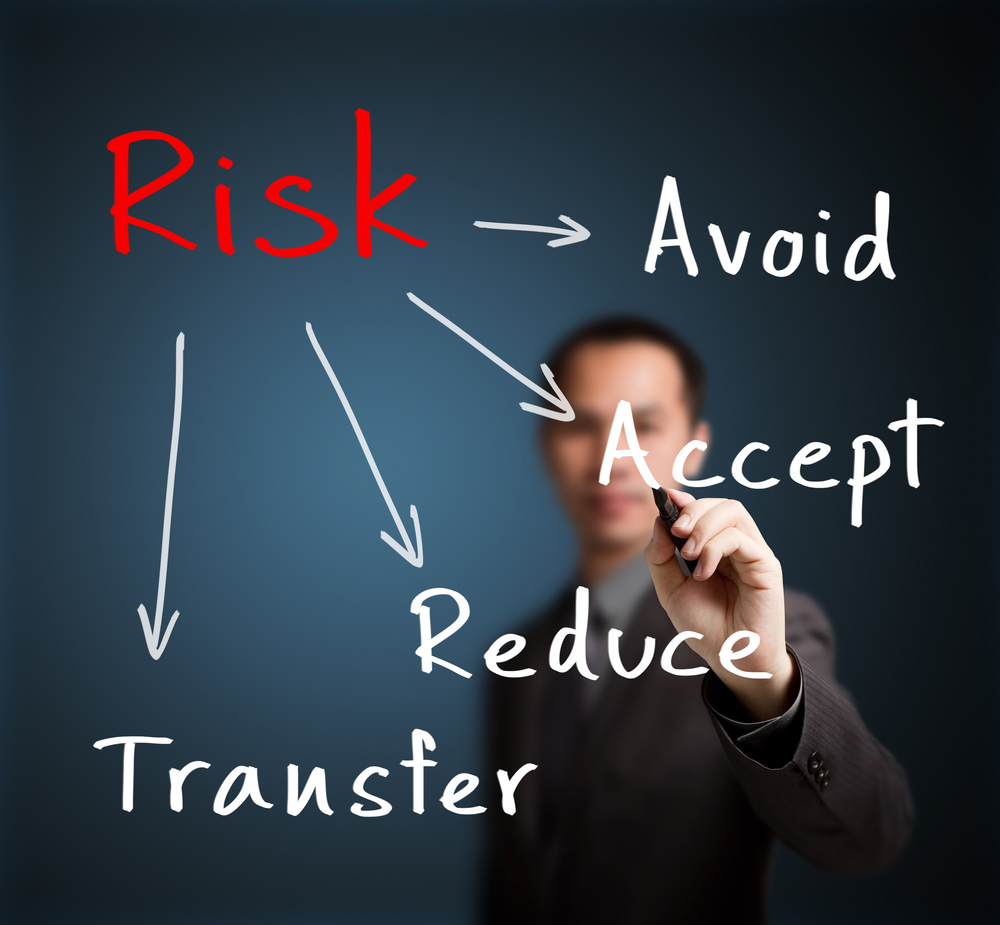 Risk
Avoid
Accept
Reduce
Transfer